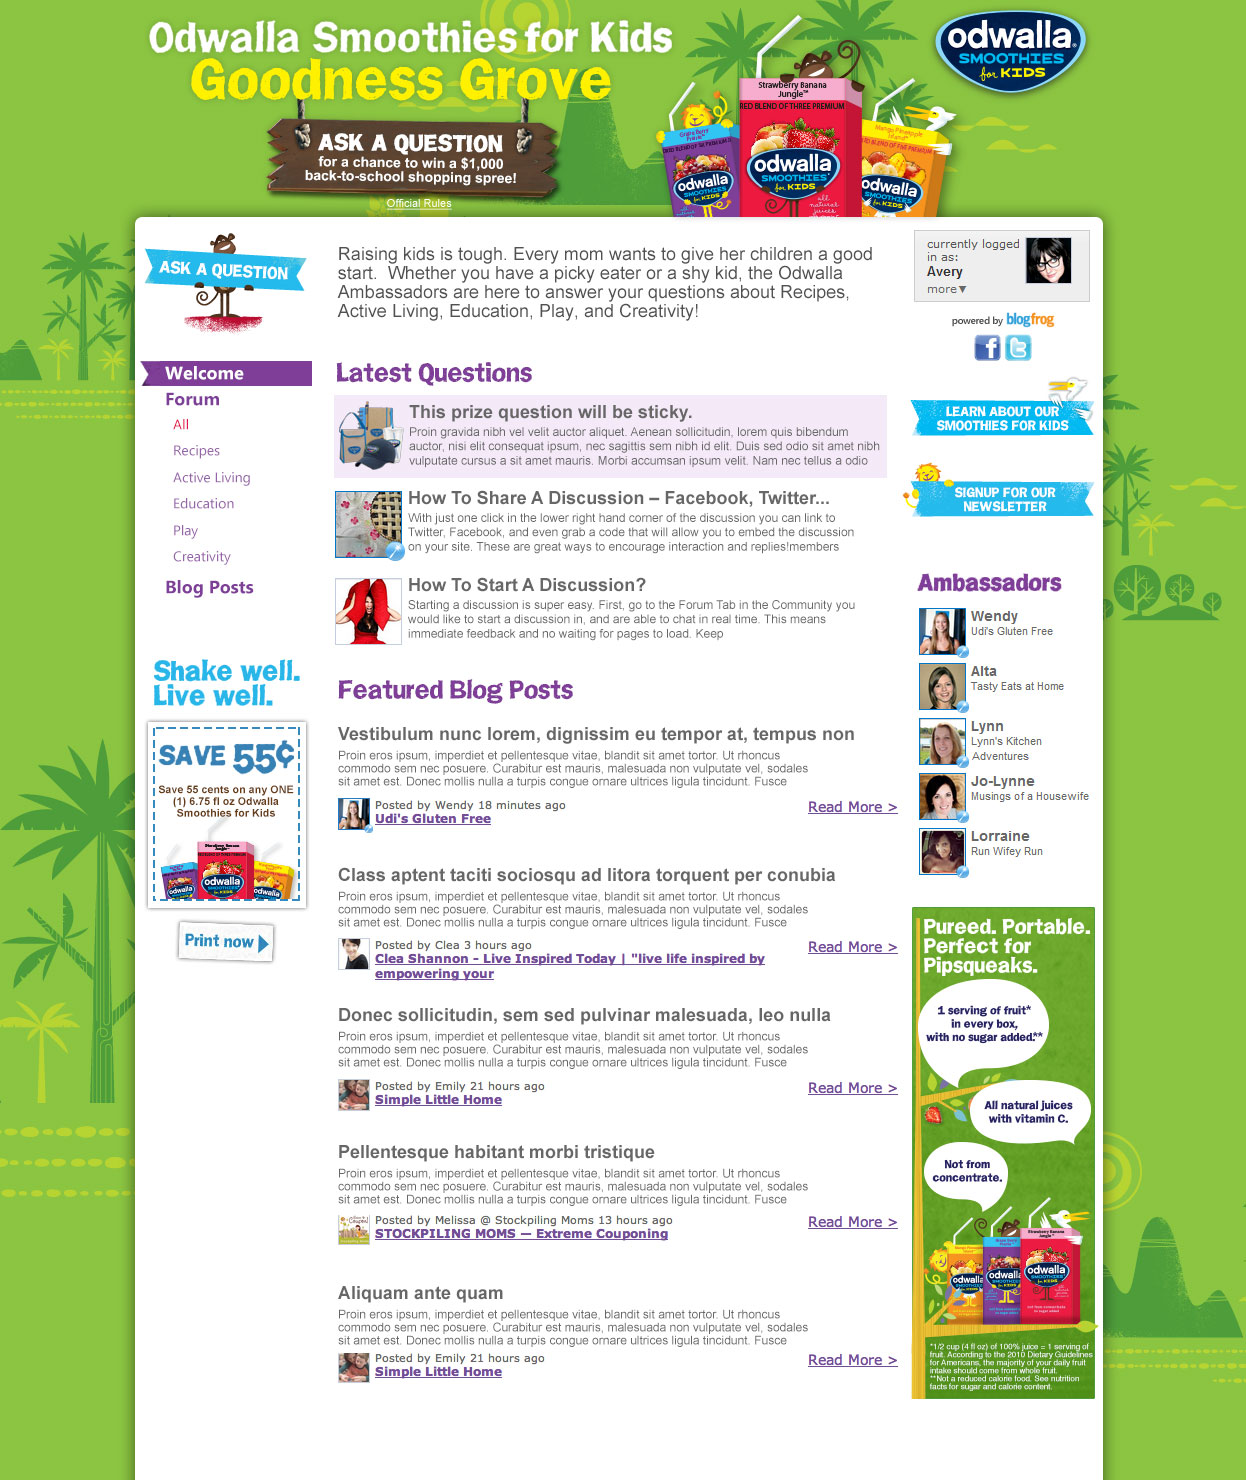 Odwalla Smoothies for Kids
Goodness Grove
ASK A QUESTION
for a chance to win a $1,000
back-to-school shopping spree!
Official Rules
Strawberry Banana
Jungle™
odwalla
SMOOTHIES
for KIDS
odwalla®
SMOOTHIES
for KIDS
ASK A QUESTION
Raising kids is tough. Every mom wants to give her children a good
start. Whether you have a picky eater or a shy kid, the Odwalla
Ambassadors are here to answer your questions about Recipes,
Active Living, Education, Play, and Creativity!
currently logged
in as:
Avery
more▼
powered by blogfrog
Welcome
Forum
All
Recipes
Active Living
Education
Play
Creativity
Blog Posts
Latest Questions
This prize question will be sticky.
Proin gravida nibh vel velit auctor aliquet. Aenean sollicitudin, lorem quis bibendum
auctor, nisi elit consequat ipsum, nec sagittis sem nibh id elit. Duis sed odio sit amet nibh
vulputate cursus a sit amet mauris. Morbi accumsan ipsum velit. Nam nec tellus a odio
How To Share A Discussion – Facebook, Twitter...
With just one click in the lower right hand corner of the discussion you can link to
Twitter, Facebook, and even grab a code that will allow you to embed the discussion
on your site. These are great ways to encourage interaction and replies!members
How To Start A Discussion?
Starting a discussion is super easy. First, go to the Forum Tab in the Community you
would like to start a discussion in, and are able to chat in real time. This means
immediate feedback and no waiting for pages to load. Keep
LEARN ABOUT OUR
SMOOTHIES FOR KIDS
SIGNUP FOR OUR
NEWSLETTER
Ambassadors
Wendy
Udi's Gluten Free
Alta
Tasty Eats at Home
Lynn
Lynn's Kitchen
Adventures
Jo-Lynne
Musings of a Housewife
Lorraine
Run Wifey Run
Shake well.
Live well.
SAVE 55¢
Save 55 cents on any ONE
(1) 6.75 fl oz Odwalla
Smoothies for Kids
odwalla
Print now
Featured Blog Posts
Vestibulum nunc lorem, dignissim eu tempor at, tempus non
Proin eros ipsum, imperdiet et pellentesque vitae, blandit sit amet tortor. Ut rhoncus
commodo sem nec posuere. Curabitur est mauris, malesuada non vulputate vel, sodales
sit amet est. Donec mollis nulla a turpis congue ornare ultrices ligula tincidunt. Fusce
Posted by Wendy 18 minutes ago
Udi's Gluten Free
Read More >
Class aptent taciti sociosqu ad litora torquent per conubia
Proin eros ipsum, imperdiet et pellentesque vitae, blandit sit amet tortor. Ut rhoncus
commodo sem nec posuere. Curabitur est mauris, malesuada non vulputate vel, sodales
sit amet est. Donec mollis nulla a turpis congue ornare ultrices ligula tincidunt. Fusce
Posted by Clea 3 hours ago
Clea Shannon - Live Inspired Today | "live life inspired by
empowering your
Read More >
Donec sollicitudin, sem sed pulvinar malesuada, leo nulla
Proin eros ipsum, imperdiet et pellentesque vitae, blandit sit amet tortor. Ut rhoncus
commodo sem nec posuere. Curabitur est mauris, malesuada non vulputate vel, sodales
sit amet est. Donec mollis nulla a turpis congue ornare ultrices ligula tincidunt. Fusce
Posted by Emily 21 hours ago
Simple Little Home
Read More >
Pellentesque habitant morbi tristique
Proin eros ipsum, imperdiet et pellentesque vitae, blandit sit amet tortor. Ut rhoncus
commodo sem nec posuere. Curabitur est mauris, malesuada non vulputate vel, sodales
sit amet est. Donec mollis nulla a turpis congue ornare ultrices ligula tincidunt. Fusce
Posted by Melissa @ Stockpiling Moms 13 hours ago
STOCKPILING MOMS — Extreme Couponing
Read More >
Aliquam ante quam
Proin eros ipsum, imperdiet et pellentesque vitae, blandit sit amet tortor. Ut rhoncus
commodo sem nec posuere. Curabitur est mauris, malesuada non vulputate vel, sodales
sit amet est. Donec mollis nulla a turpis congue ornare ultrices ligula tincidunt. Fusce
Posted by Emily 21 hours ago
Simple Little Home
Read More >
Pureed. Portable.
Perfect for
Pipsqueaks.
1 serving of fruit*
in every box,
with no sugar added.**
All natural juices
with vitamin C.
Not from
concentrate.
odwalla
SMOOTHIES
for KIDS
*1/2 cup (4 fl oz) of 100% juice = 1 serving of
fruit. According to the 2010 Dietary Guidelines
for Americans, the majority of your daily fruit
intake should come from whole fruit.
**Not a reduced calorie food. See nutrition
facts for sugar and calorie content.